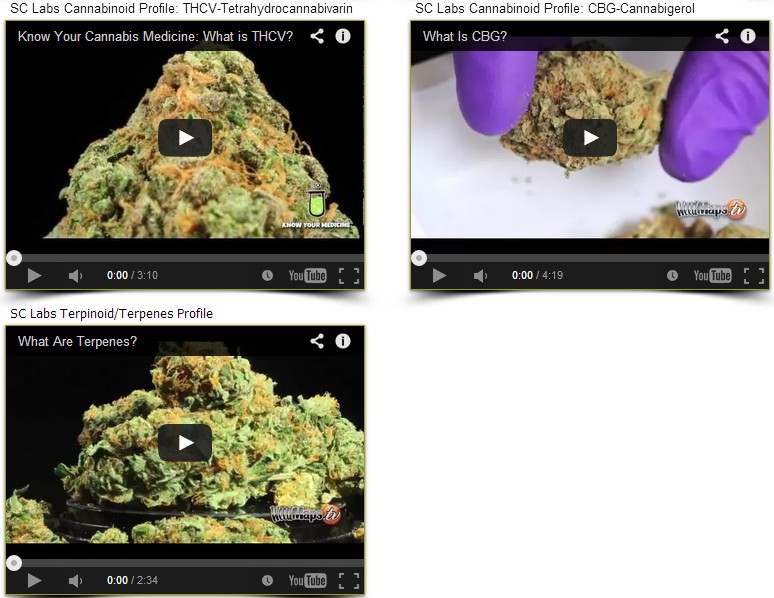 SC Labs Cannabinoid Profile: THCV-Tetrahydrocannabivarin
Know Your Cannabis Medicine: What is THCV?
KNOW YOUR MEDICINE
0:00 / 3:10
YouTube
SC Labs Cannabinoid Profile: CBG-Cannabigerol
What Is CBG?
WeedMaps.tv
0:00 / 4:19
YouTube
SC Labs Terpinoid/Terpenes Profile
What Are Terpenes?
WeedMaps.tv
0:00 / 2:34
YouTube